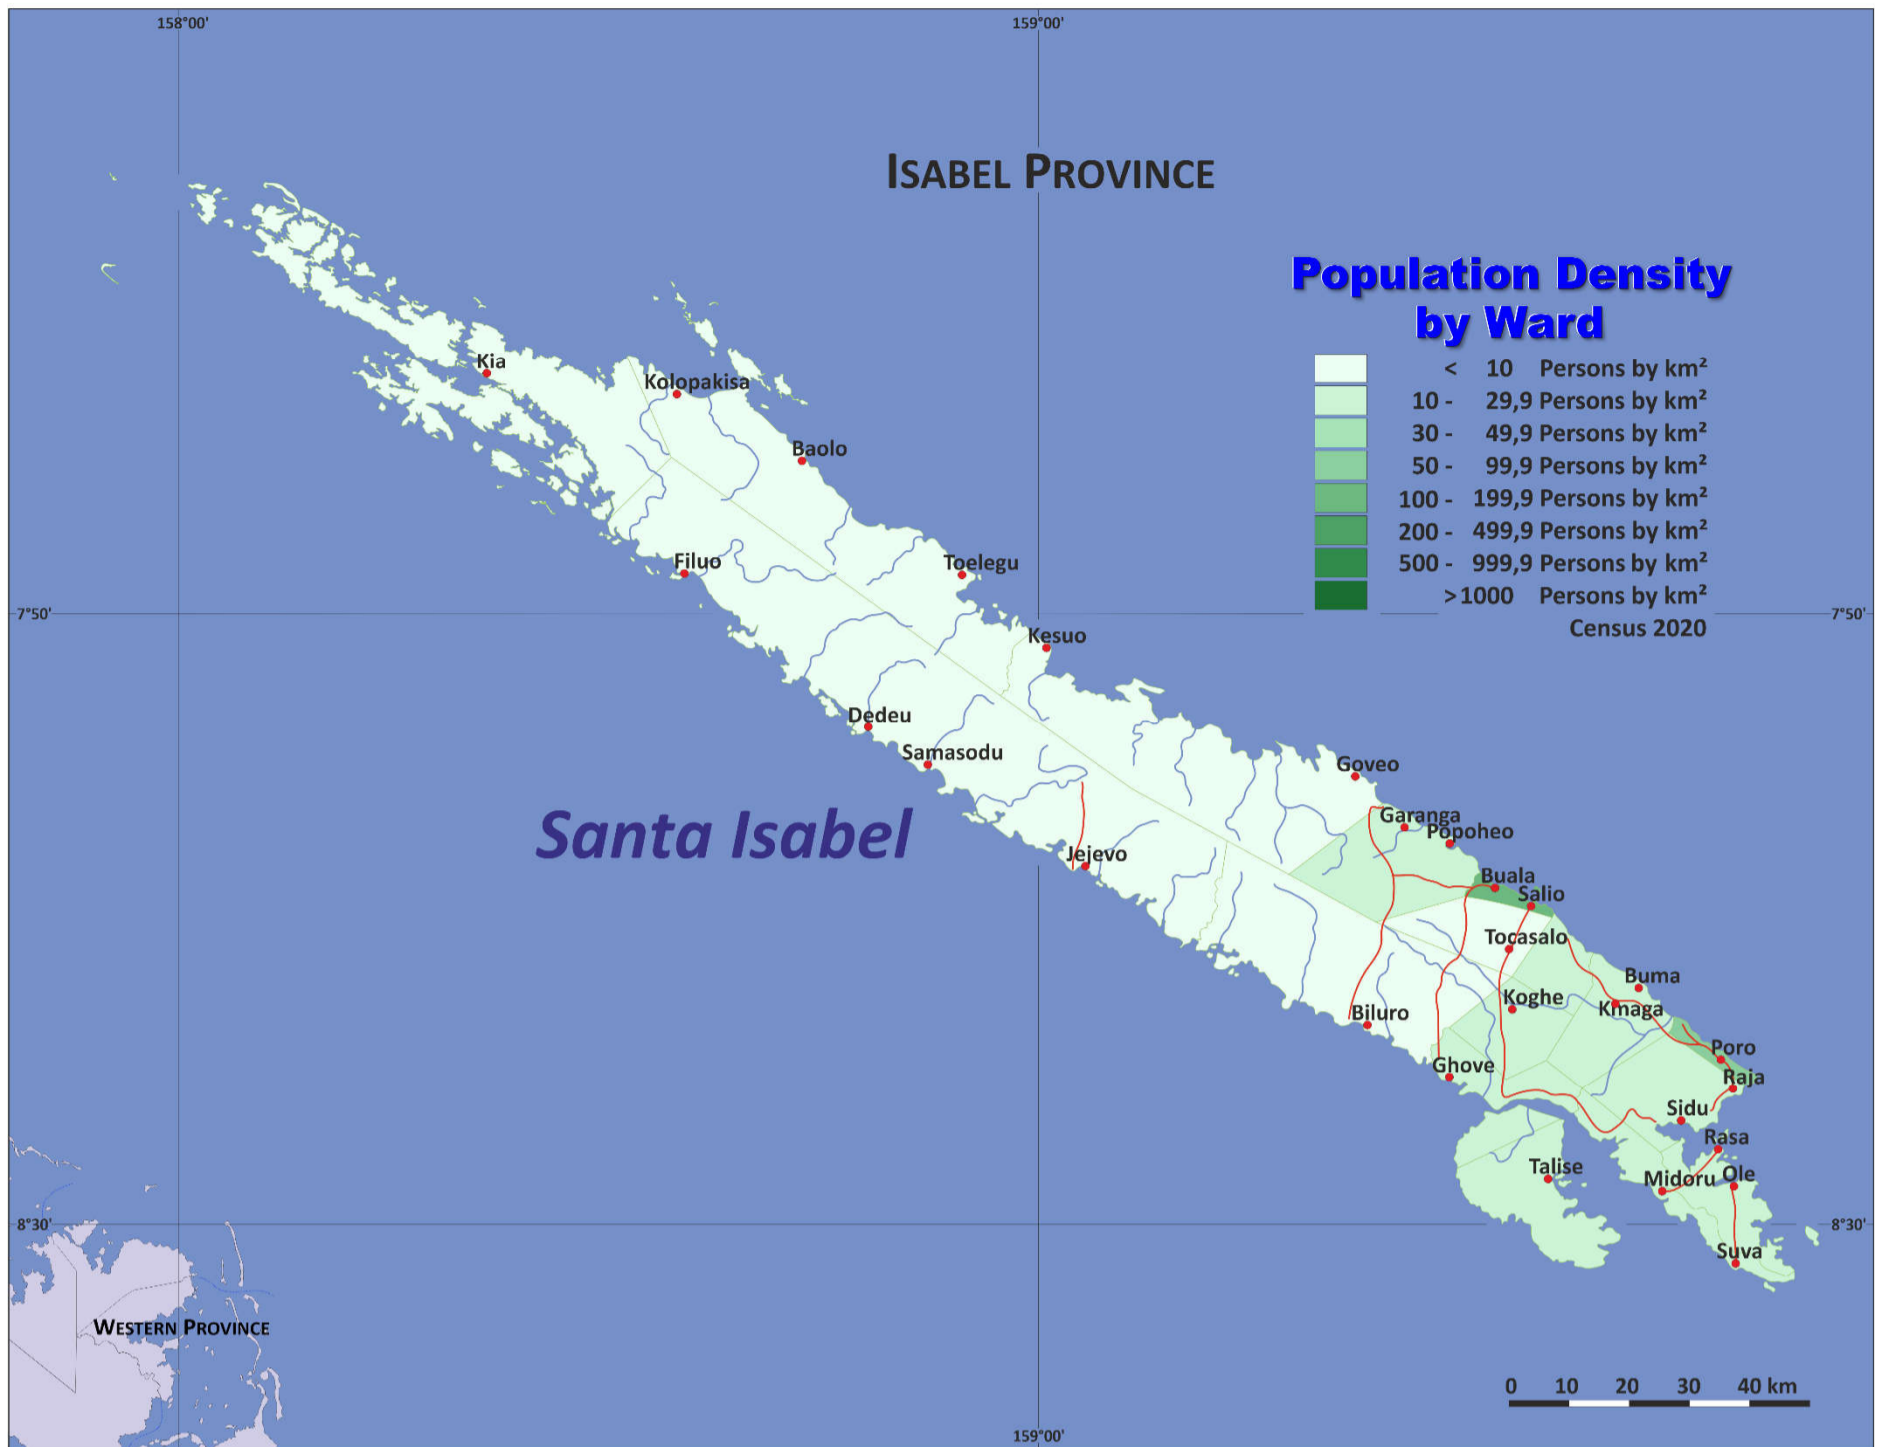 158°00'
159°00'
ISABEL PROVINCE
Population Density
by Ward
< 10 Persons by km²
10 - 29,9 Persons by km²
30 - 49,9 Persons by km²
50 - 99,9 Persons by km²
100 - 199,9 Persons by km²
200 - 499,9 Persons by km²
500 - 999,9 Persons by km²
>1000 Persons by km²
Census 2020
Kia
Kolopakisa
Baolo
Filuo
Toelegu
7°50'
7°50'
Kesuo
Dedeu
Samasodu
Goveo
Santa Isabel
Garanga
Popoheo
Jejevo
Buala
Salio
Tocasalo
Buma
Koghe
Kmaga
Biluro
Poro
Ghove
Raja
Sidu
Rasa
Talise
Midoru
Ole
8°30'
8°30'
Suva
WESTERN PROVINCE
0 10 20 30 40 km
159°00'